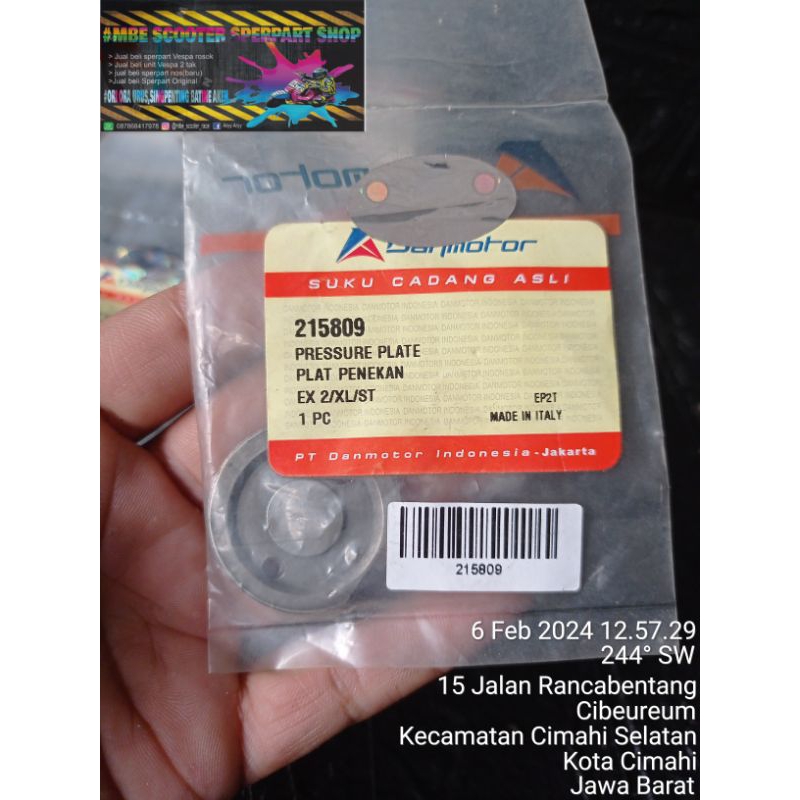 #MBE SCOOTER SPERPART SHOP
> Jual beli sperpart Vespa rosok
> Jual beli unit Vespa 2 tak
> jual beli sperpart nos(baru)
> Jual beli Sperpart Original
Danmotor
SUKU CADANG ASLI
215809
PRESSURE PLATE
PLAT PENEKAN
EX 2/XL/ST
EP2T
1 PC
MADE IN ITALY
PT Danmotor Indonesia - Jakarta
215809
6 Feb 2024 12.57.29
244° SW
15 Jalan Rancabentang
Cibeureum
Kecamatan Cimahi Selatan
Kota Cimahi
Jawa Barat